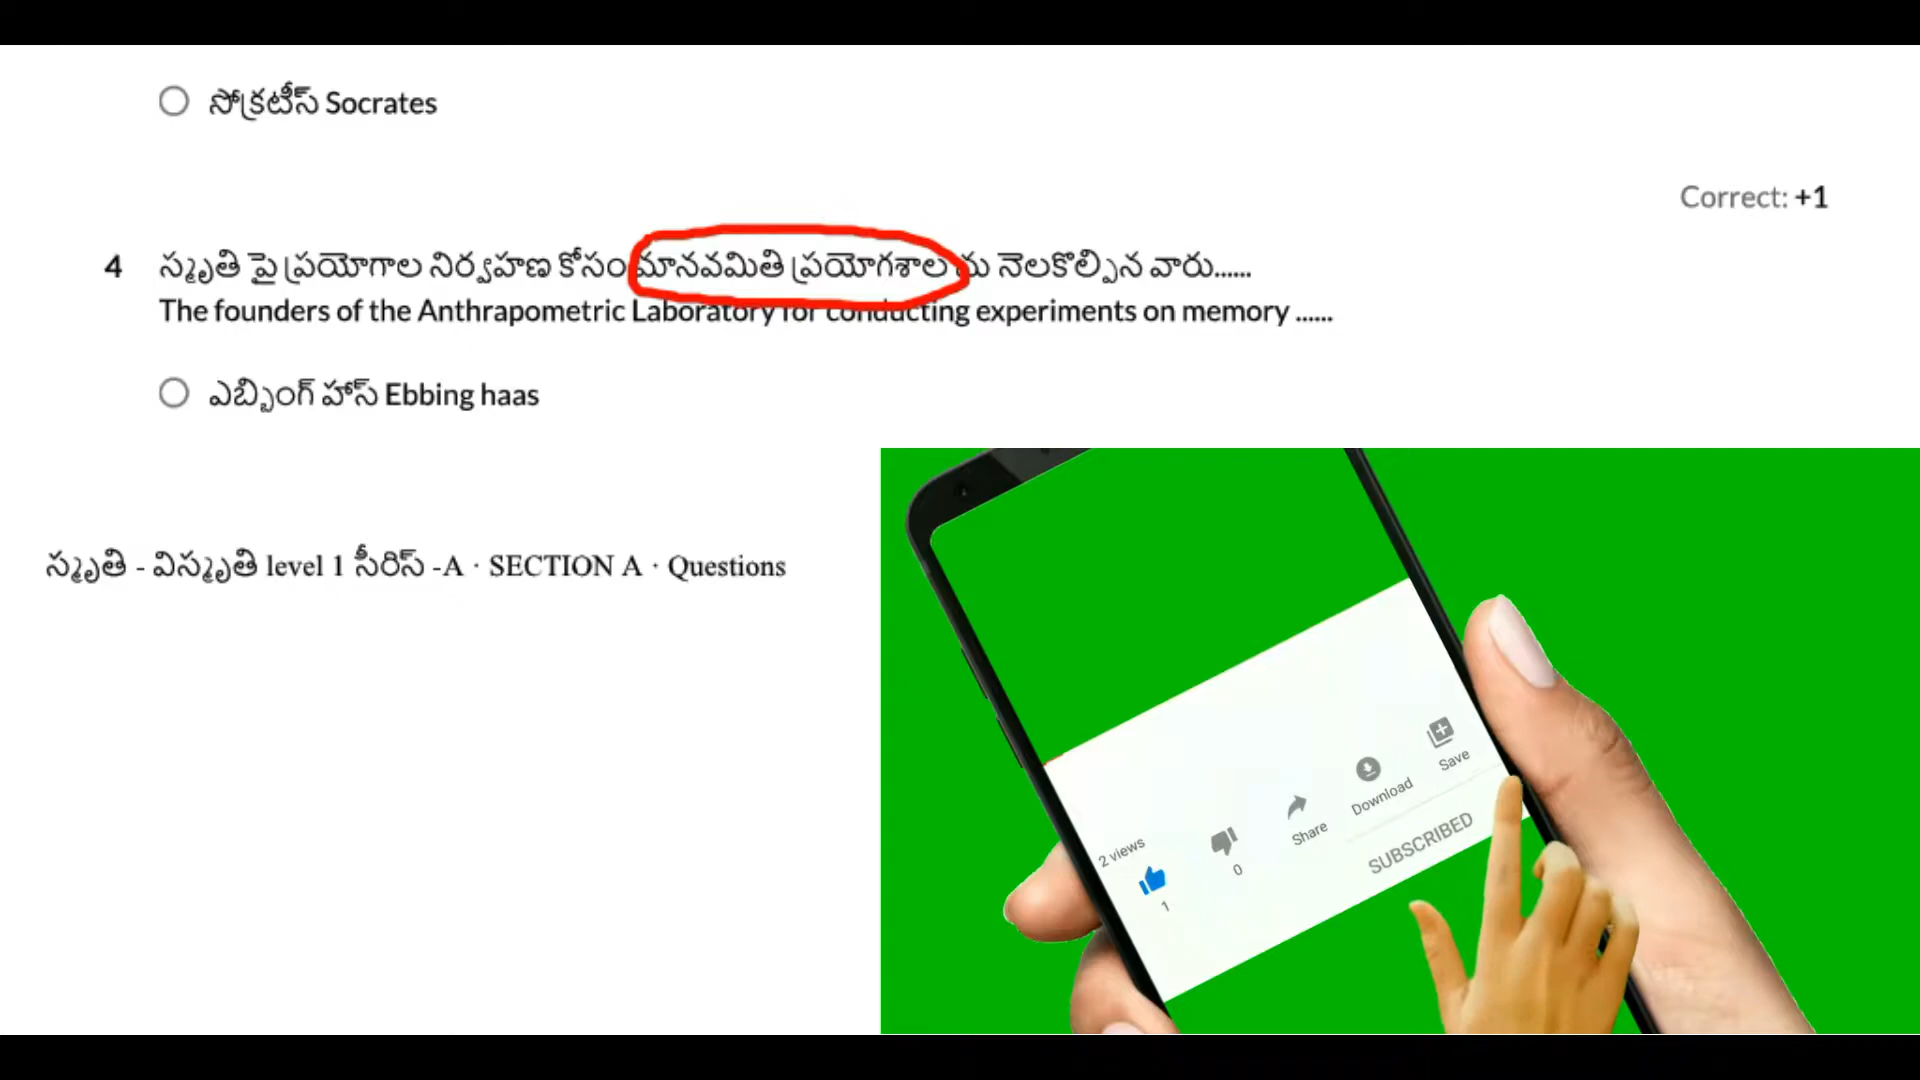 సోక్రటీస్ Socrates
Correct: +1
4 స్మృతి పై ప్రయోగాల నిర్వహణ కోసం మానవమితి ప్రయోగశాల ను నెలకొల్పిన వారు......
The founders of the Anthrapometric Laboratory for conducting experiments on memory ......
ఎబ్బింగ్ హాస్ Ebbing haas
స్మృతి - విస్మృతి level 1 సీరిస్ -A · SECTION A · Questions
2 views
1
0
Share
Download
Save
SUBSCRIBED